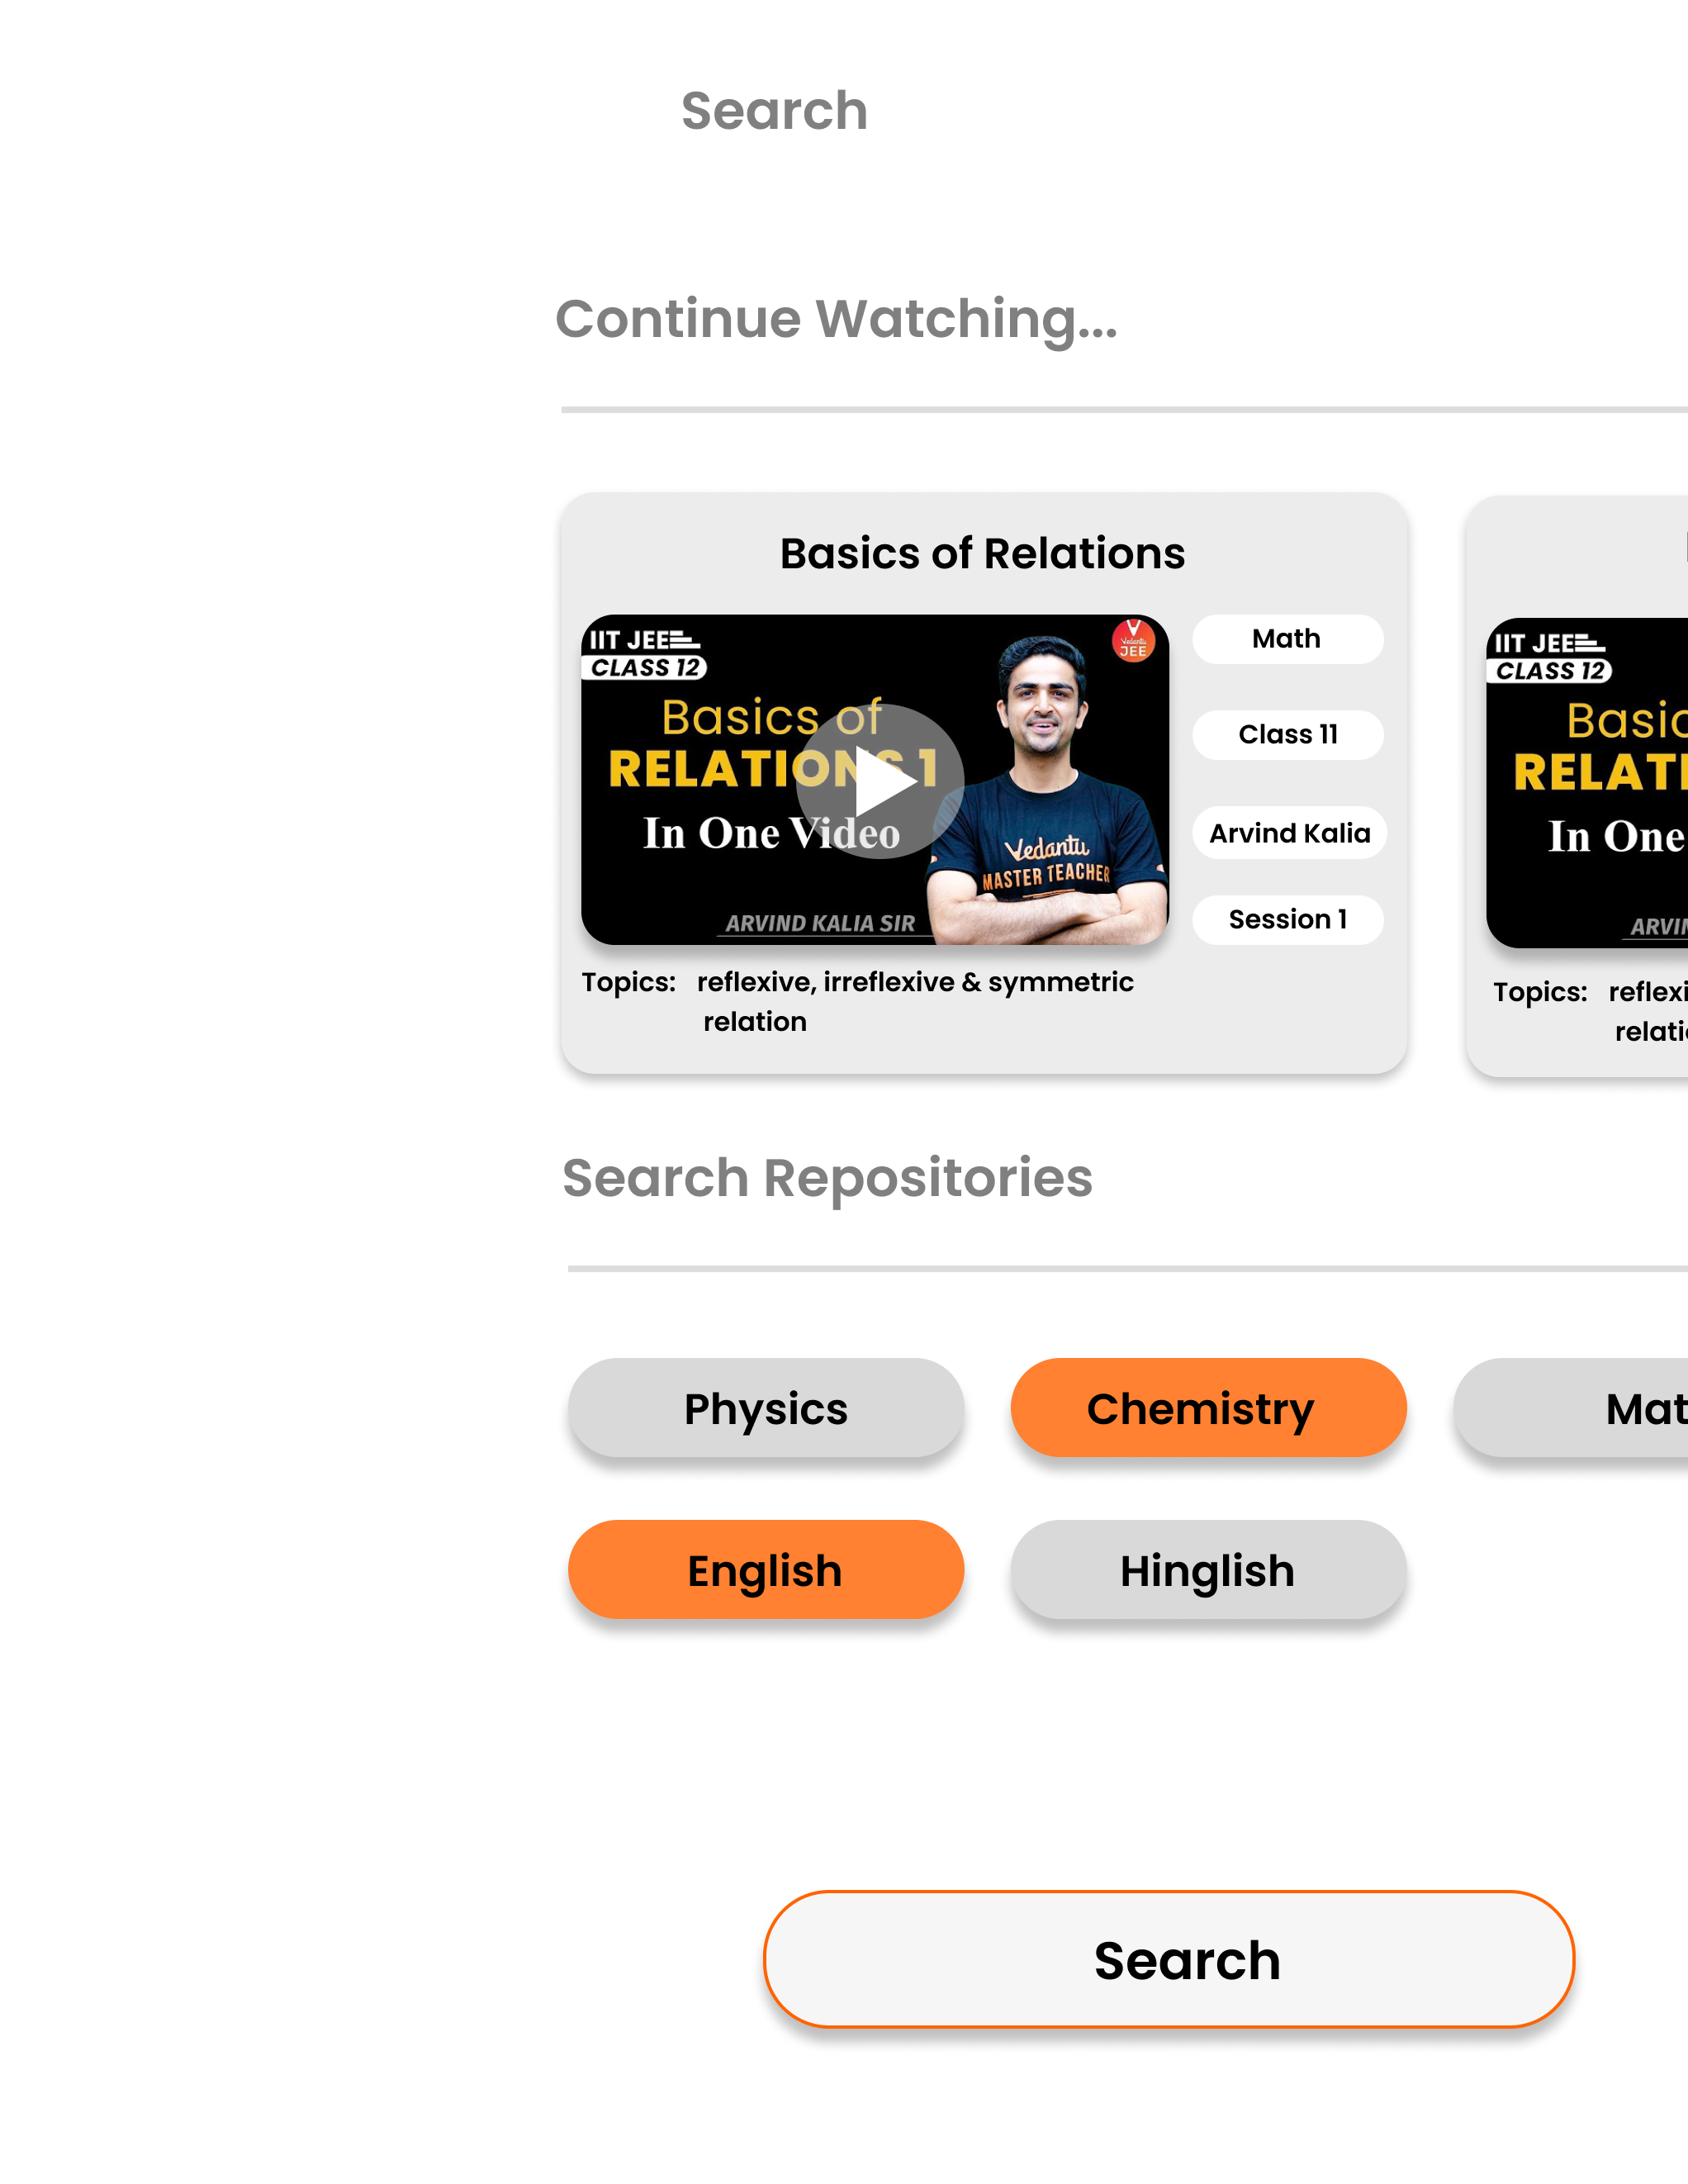 Search
Continue Watching...
Basics of Relations
IIT JEE
CLASS 12
Basics of
RELATIONS 1
In One Video
ARVIND KALIA SIR
Vedantu
JEE
Vedantu
MASTER TEACHER
Math
Class 11
Arvind Kalia
Session 1
Topics: reflexive, irreflexive & symmetric
relation
IIT JEE
CLASS 12
Basic
RELATI
In One
ARVIN
Topics: reflexi
relati
Search Repositories
Physics
Chemistry
Mat
English
Hinglish
Search